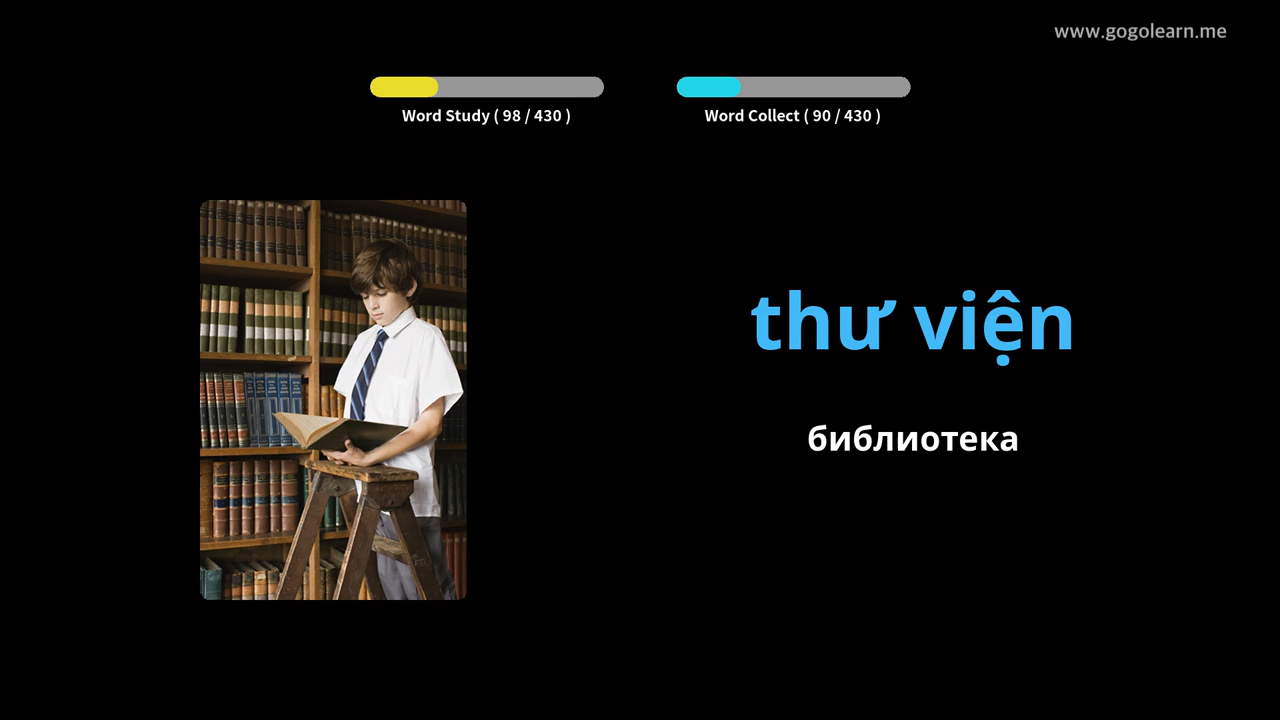 www.gogolearn.me
Word Study ( 98 / 430 )
Word Collect ( 90 / 430 )
thư viện
библиотека